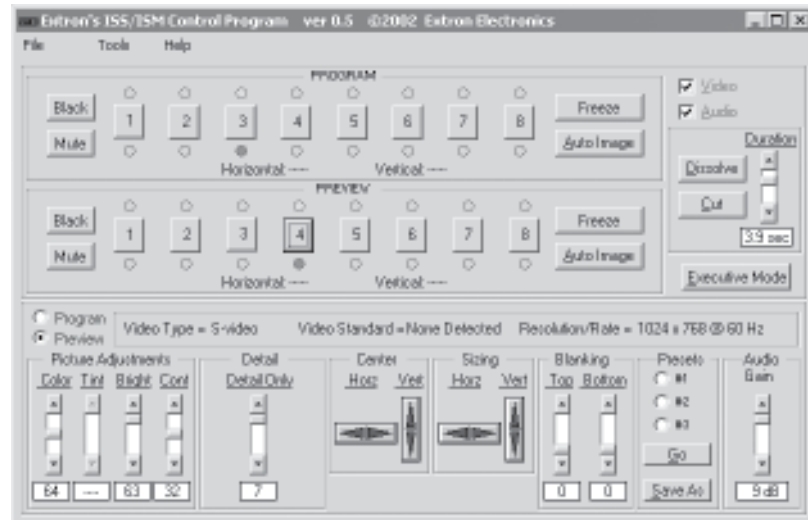 Extron's ISS/ISM Control Program ver 0.5 ©2002 Extron Electronics
File Tools Help
PROGRAM
Black 1 2 3 4 5 6 7 8 Freeze
Mute Auto Image
Horizontal: ---- Vertical: ----
Video
Audio
Duration
Dissolve
Cut
3.9 sec
PREVIEW
Black 1 2 3 4 5 6 7 8 Freeze
Mute Auto Image
Horizontal: ---- Vertical: ----
Executive Mode
Program
Preview
Video Type = S-video Video Standard = None Detected Resolution/Rate = 1024 x 768 @ 60 Hz
Picture Adjustments Detail Center Sizing Blanking Presets Audio Gain
Color Tint Bright Cont Detail Only Horz Vert Horz Vert Top Bottom
#1
#2
#3
Go
64 ---- 63 32 7 0 0 Save As 9 dB